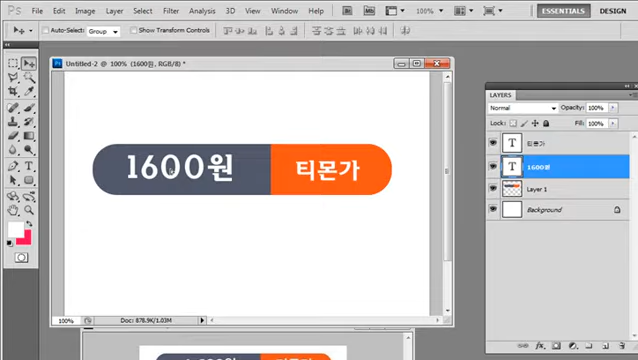 Ps File Edit Image Layer Select Filter Analysis 3D View Window Help Br Mb 100% ESSENTIALS DESIGN
Auto-Select: Group Show Transform Controls
Untitled-2 @ 100% (1600원, RGB/8) *
1600원 티몬가
100% Doc: 878.9K/1.03M
LAYERS
Normal Opacity: 100%
Lock: Fill: 100%
T 티몬가
T 1600원
Layer 1
Background
fx